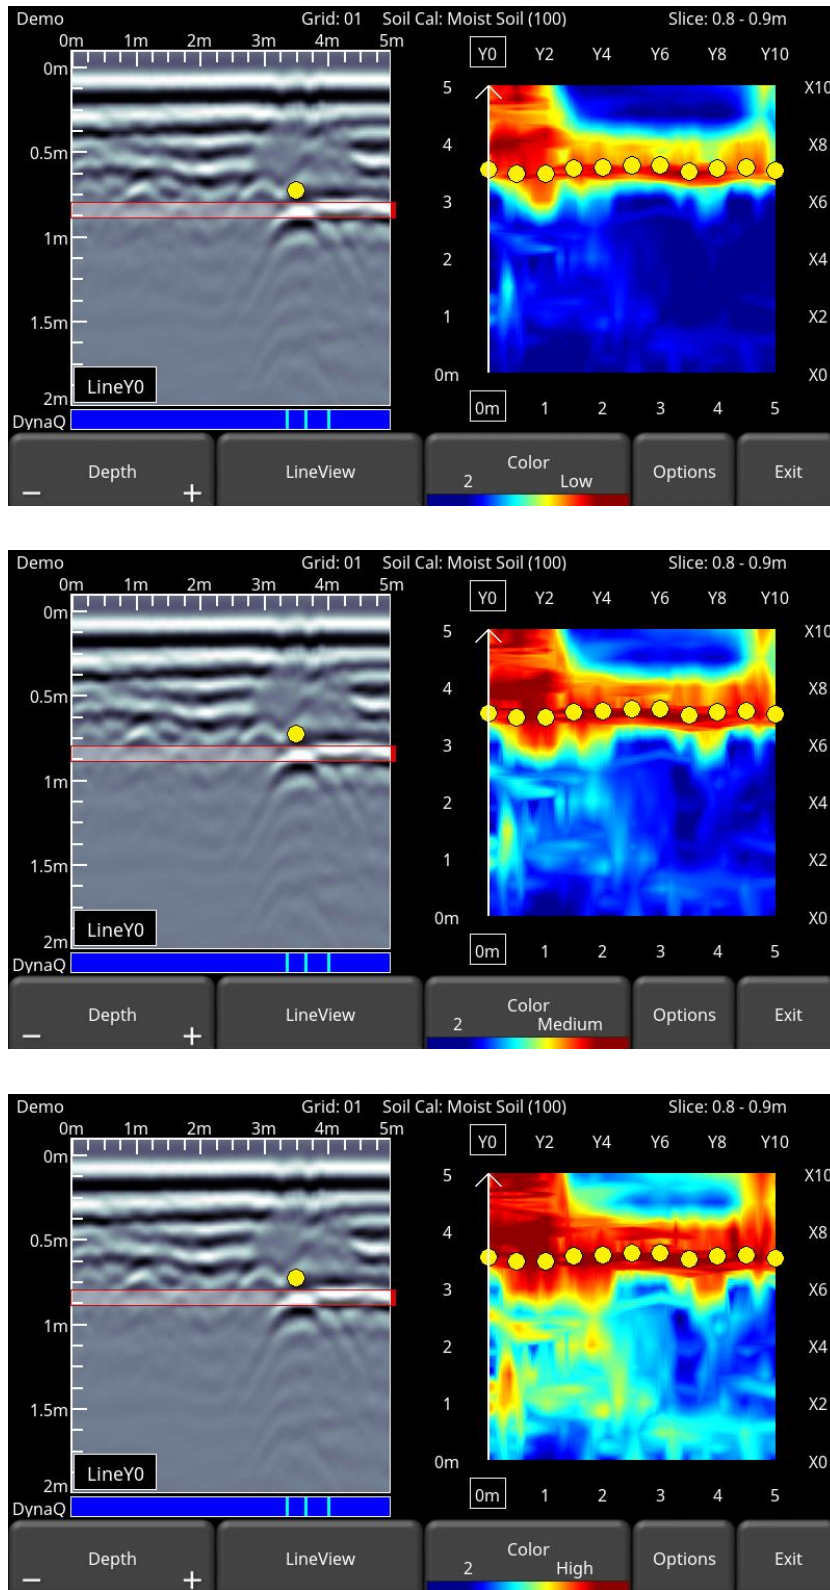 Demo Grid: 01 Soil Cal: Moist Soil (100) Slice: 0.8 - 0.9m
0m 1m 2m 3m 4m 5m Y0 Y2 Y4 Y6 Y8 Y10
0m
5 X10
0.5m 4 X8
3 X6
1m 2 X4
1.5m 1 X2
2m LineY0 0m X0
DynaQ 0m 1 2 3 4 5
Depth LineView Color Options Exit
− + 2 Low
Demo Grid: 01 Soil Cal: Moist Soil (100) Slice: 0.8 - 0.9m
0m 1m 2m 3m 4m 5m Y0 Y2 Y4 Y6 Y8 Y10
0m
5 X10
0.5m 4 X8
3 X6
1m 2 X4
1.5m 1 X2
2m LineY0 0m X0
DynaQ 0m 1 2 3 4 5
Depth LineView Color Options Exit
− + 2 Medium
Demo Grid: 01 Soil Cal: Moist Soil (100) Slice: 0.8 - 0.9m
0m 1m 2m 3m 4m 5m Y0 Y2 Y4 Y6 Y8 Y10
0m
5 X10
0.5m 4 X8
3 X6
1m 2 X4
1.5m 1 X2
2m LineY0 0m X0
DynaQ 0m 1 2 3 4 5
Depth LineView Color Options Exit
− + 2 High